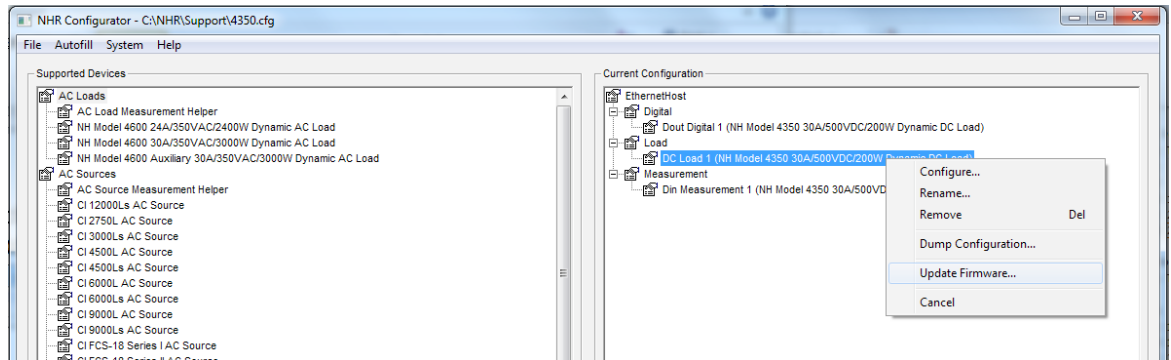 NHR Configurator - C:\NHR\Support\4350.cfg
File Autofill System Help
Supported Devices
AC Loads
AC Load Measurement Helper
NH Model 4600 24A/350VAC/2400W Dynamic AC Load
NH Model 4600 30A/350VAC/3000W Dynamic AC Load
NH Model 4600 Auxiliary 30A/350VAC/3000W Dynamic AC Load
AC Sources
AC Source Measurement Helper
CI 12000Ls AC Source
CI 2750L AC Source
CI 3000Ls AC Source
CI 4500L AC Source
CI 4500Ls AC Source
CI 6000L AC Source
CI 6000Ls AC Source
CI 9000L AC Source
CI 9000Ls AC Source
CI FCS-18 Series I AC Source
CI FCS-18 Series II AC Source
Current Configuration
EthernetHost
Digital
Dout Digital 1 (NH Model 4350 30A/500VDC/200W Dynamic DC Load)
Load
DC Load 1 (NH Model 4350 30A/500VDC/200W Dynamic DC Load)
Measurement
Din Measurement 1 (NH Model 4350 30A/500VD
Configure...
Rename...
Remove Del
Dump Configuration...
Update Firmware...
Cancel